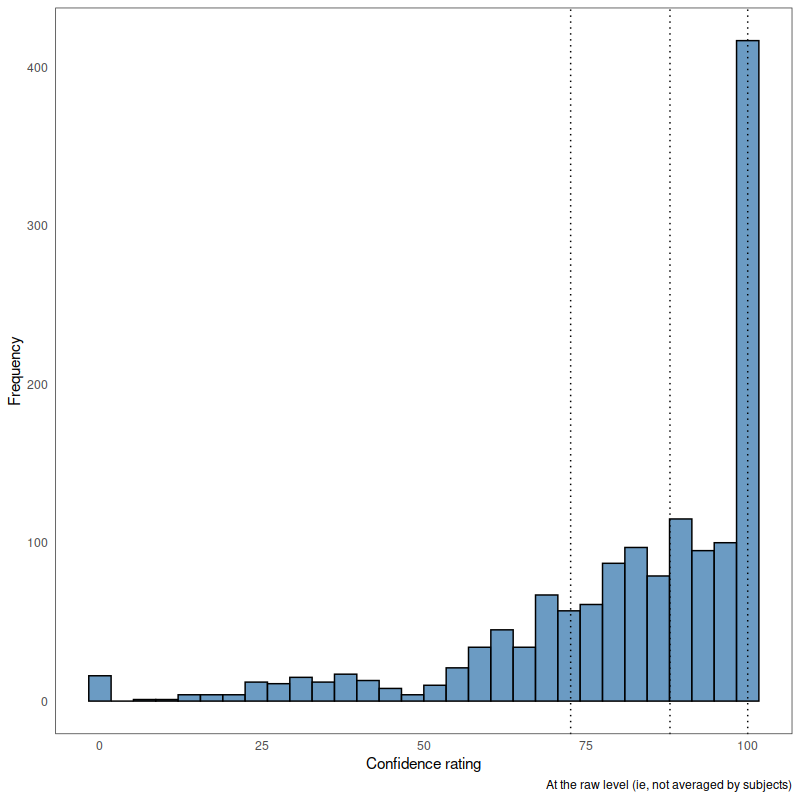 400
300
200
100
0
Frequency
0 25 50 75 100
Confidence rating
At the raw level (ie, not averaged by subjects)